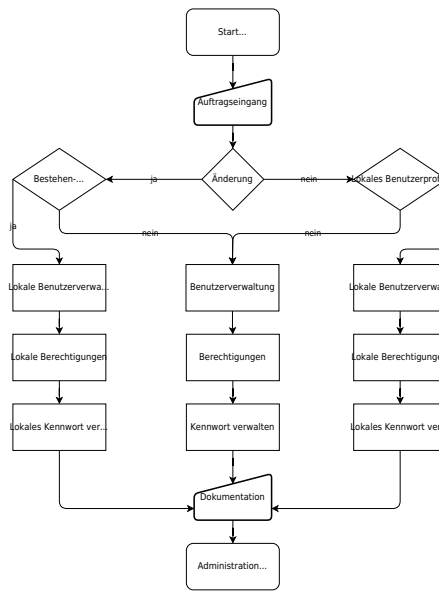 Start...
Auftragseingang
Bestehen-...
ja
Änderung
nein
Lokales Benutzerprof
ja
nein
nein
Lokale Benutzerverwa...
Benutzerverwaltung
Lokale Benutzerverwa
Lokale Berechtigungen
Berechtigungen
Lokale Berechtigunge
Lokales Kennwort ver...
Kennwort verwalten
Lokales Kennwort ver
Dokumentation
Administration...